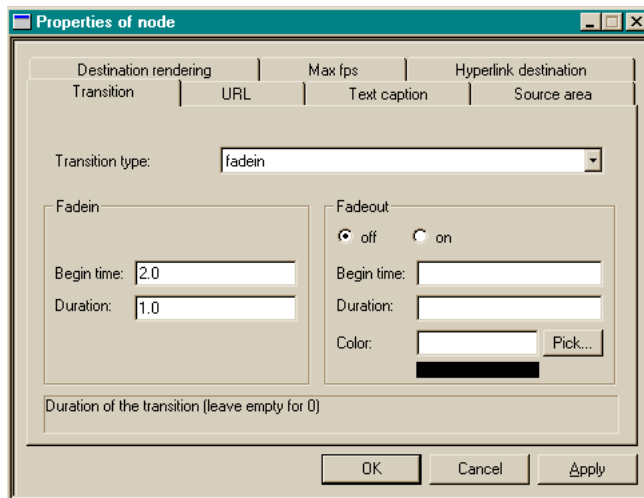 Properties of node
Destination rendering Max fps Hyperlink destination
Transition URL Text caption Source area
Transition type: fadein
Fadein
Begin time: 2.0
Duration: 1.0
Fadeout
off on
Begin time:
Duration:
Color: Pick...
Duration of the transition (leave empty for 0)
OK Cancel Apply